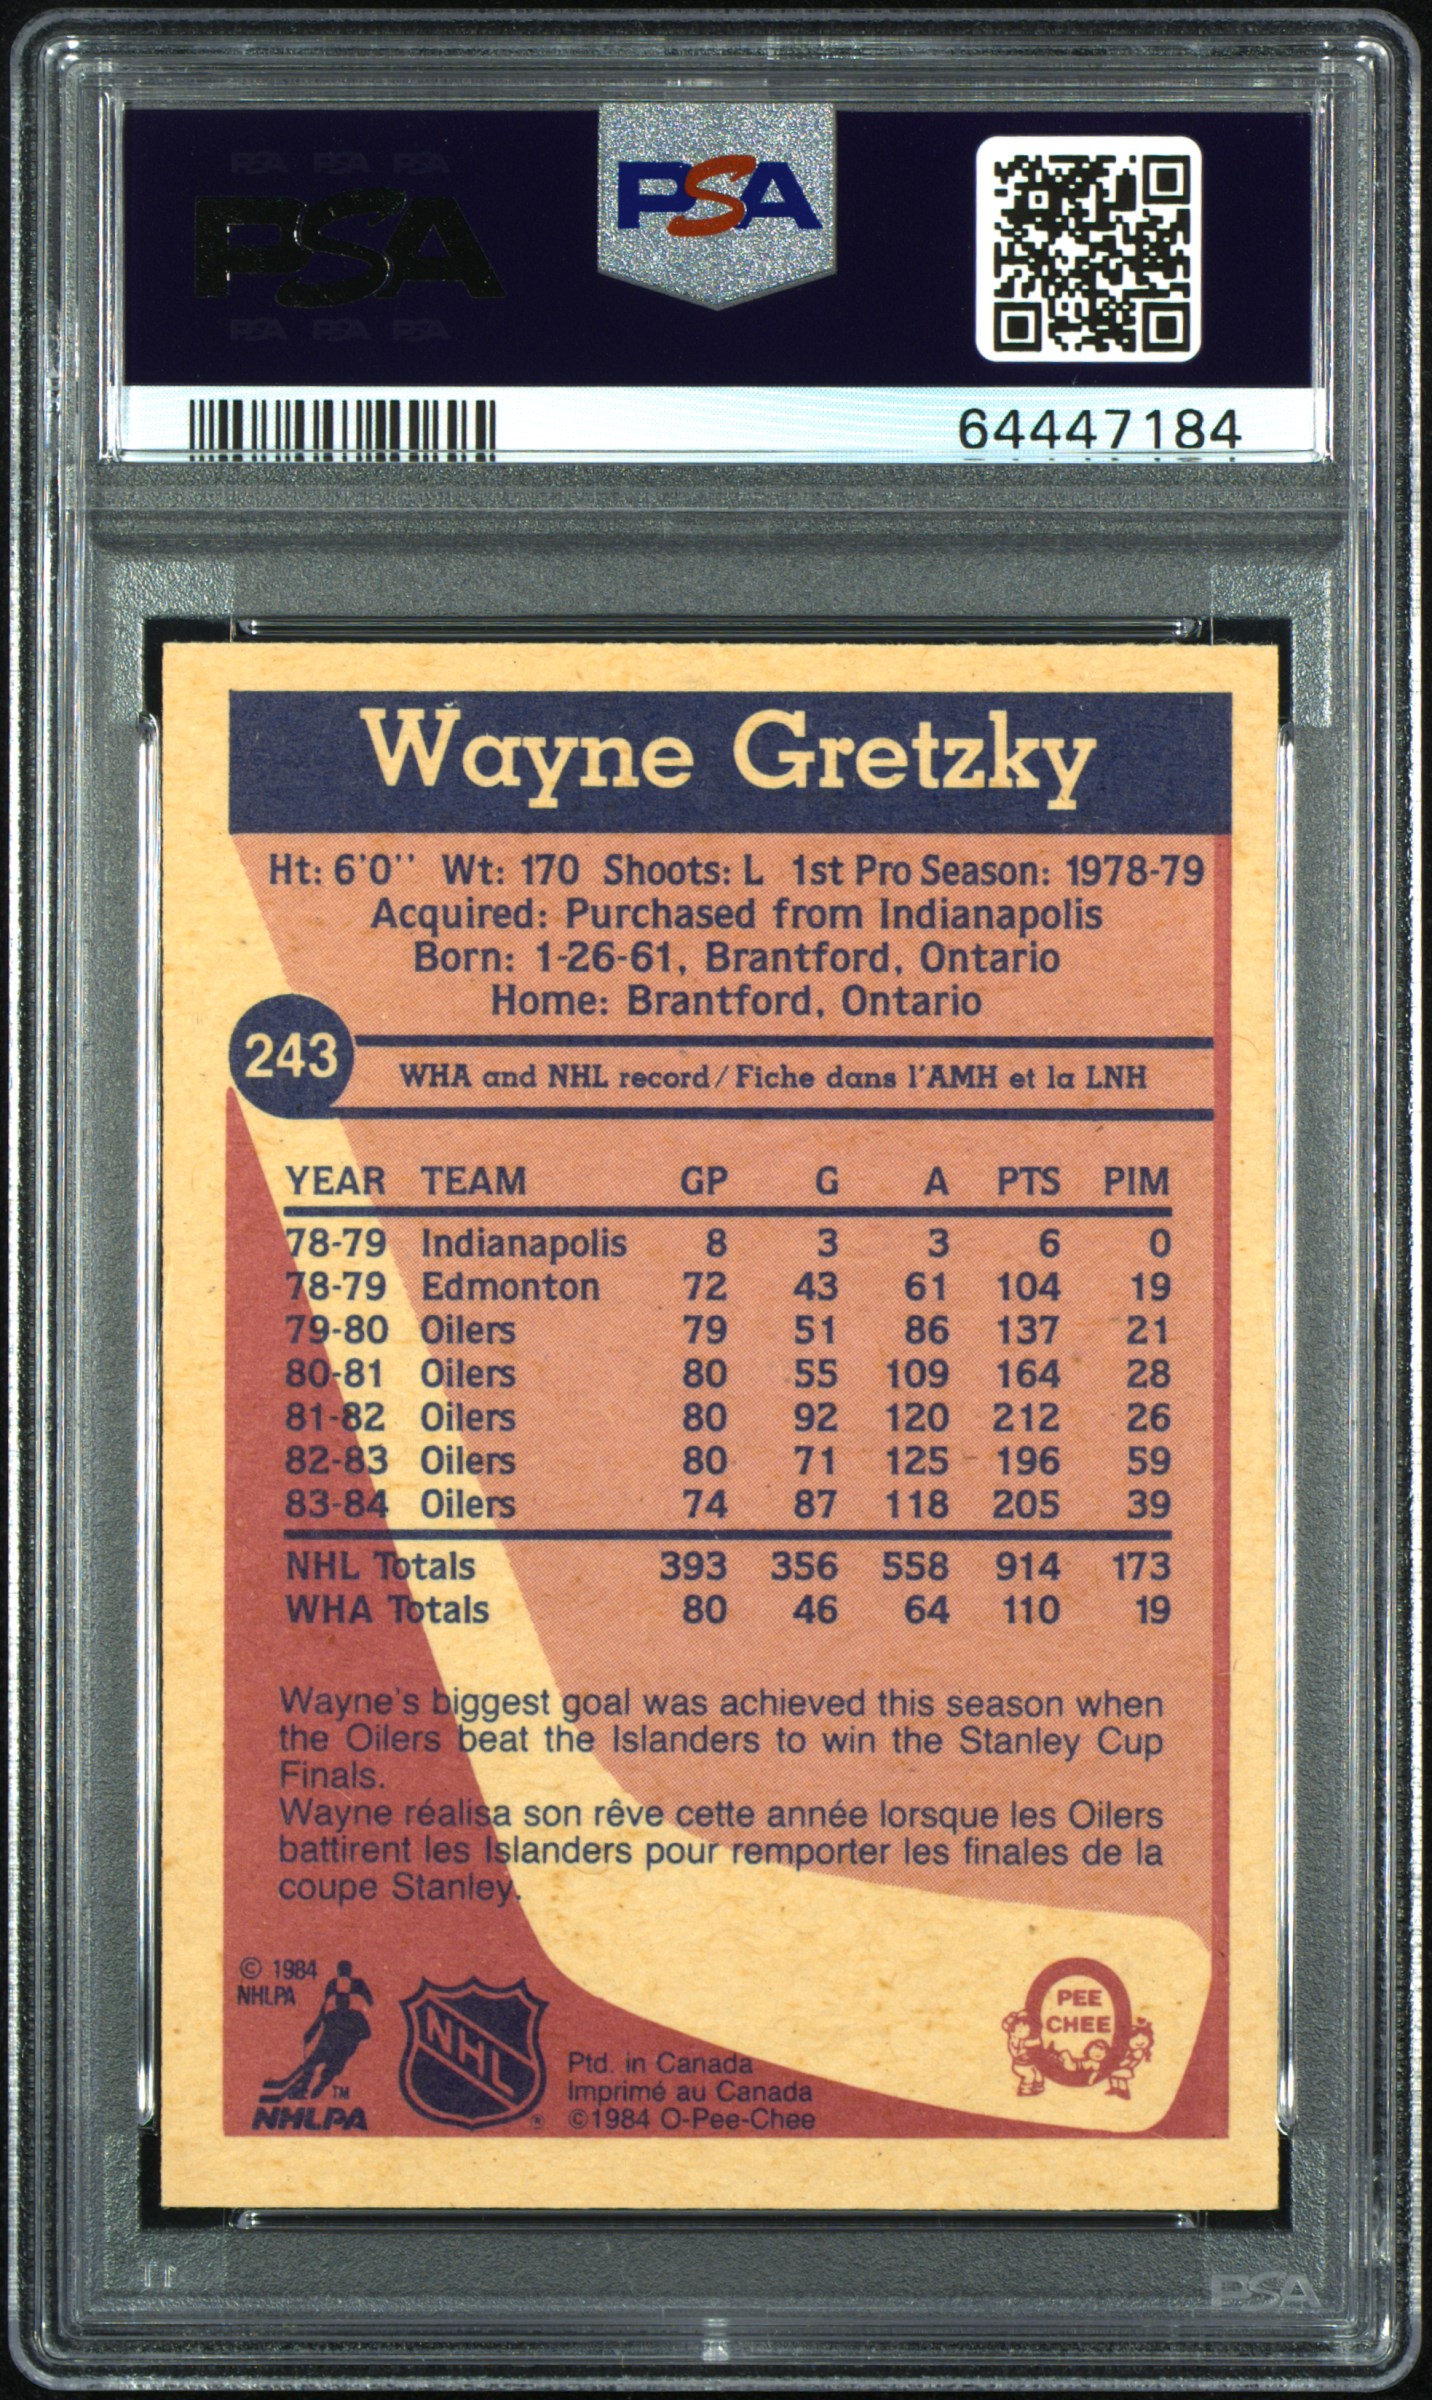 PSA PSA PSA
PSA
PSA PSA PSA
PSA
64447184
Wayne Gretzky
Ht: 6'0'' Wt: 170 Shoots: L 1st Pro Season: 1978-79
Acquired: Purchased from Indianapolis
Born: 1-26-61, Brantford, Ontario
Home: Brantford, Ontario
243
WHA and NHL record/Fiche dans l'AMH et la LNH
YEAR TEAM GP G A PTS PIM
78-79 Indianapolis 8 3 3 6 0
78-79 Edmonton 72 43 61 104 19
79-80 Oilers 79 51 86 137 21
80-81 Oilers 80 55 109 164 28
81-82 Oilers 80 92 120 212 26
82-83 Oilers 80 71 125 196 59
83-84 Oilers 74 87 118 205 39
NHL Totals 393 356 558 914 173
WHA Totals 80 46 64 110 19
Wayne's biggest goal was achieved this season when
the Oilers beat the Islanders to win the Stanley Cup
Finals.
Wayne réalisa son rêve cette année lorsque les Oilers
battirent les Islanders pour remporter les finales de la
coupe Stanley.
© 1984
NHLPA
TM
NHLPA
NHL
®
Ptd. in Canada
Imprimé au Canada
©1984 O-Pee-Chee
O
PEE
CHEE
PSA